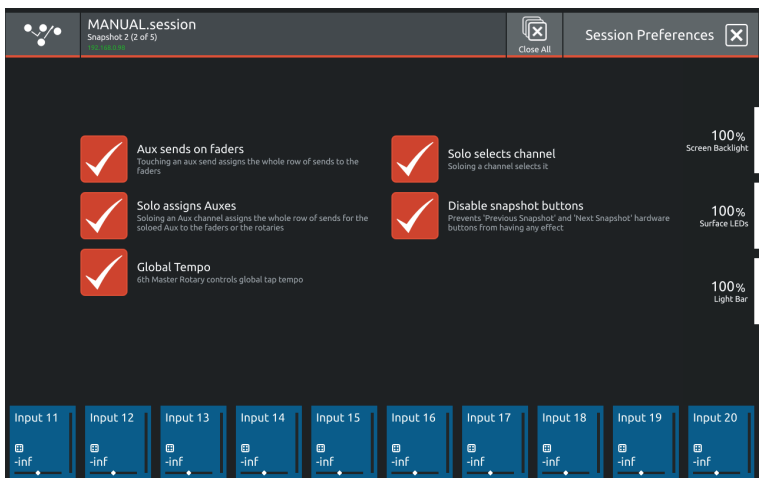 MANUAL.session
Snapshot 2 (2 of 5)
192.168.0.98
Close All
Session Preferences
Aux sends on faders
Touching an aux send assigns the whole row of sends to the
faders
Solo selects channel
Soloing a channel selects it
Solo assigns Auxes
Soloing an Aux channel assigns the whole row of sends for the
soloed Aux to the faders or the rotaries
Disable snapshot buttons
Prevents 'Previous Snapshot' and 'Next Snapshot' hardware
buttons from having any effect
Global Tempo
6th Master Rotary controls global tap tempo
100%
Screen Backlight
100%
Surface LEDs
100%
Light Bar
Input 11 Input 12 Input 13 Input 14 Input 15 Input 16 Input 17 Input 18 Input 19 Input 20
-inf -inf -inf -inf -inf -inf -inf -inf -inf -inf